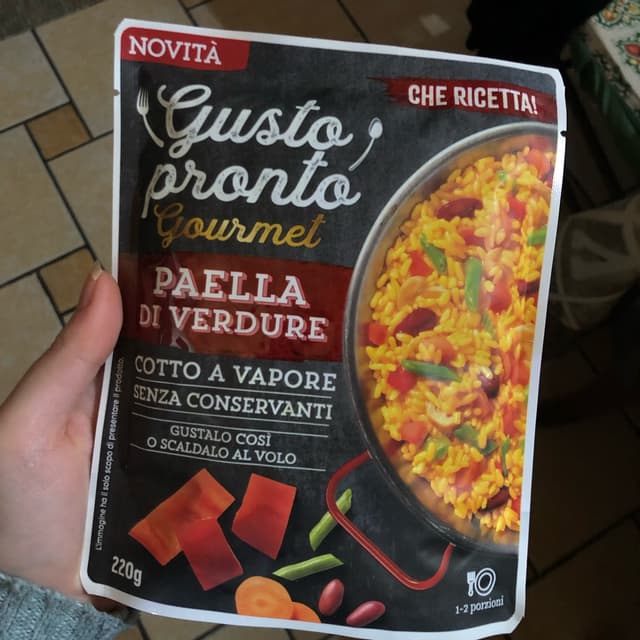 NOVITÀ
CHE RICETTA!
Gusto
pronto
Gourmet
PAELLA
DI VERDURE
COTTO A VAPORE
SENZA CONSERVANTI
GUSTALO COSÌ
O SCALDALO AL VOLO
L'immagine ha il solo scopo di presentare il prodotto.
220g
1-2 porzioni